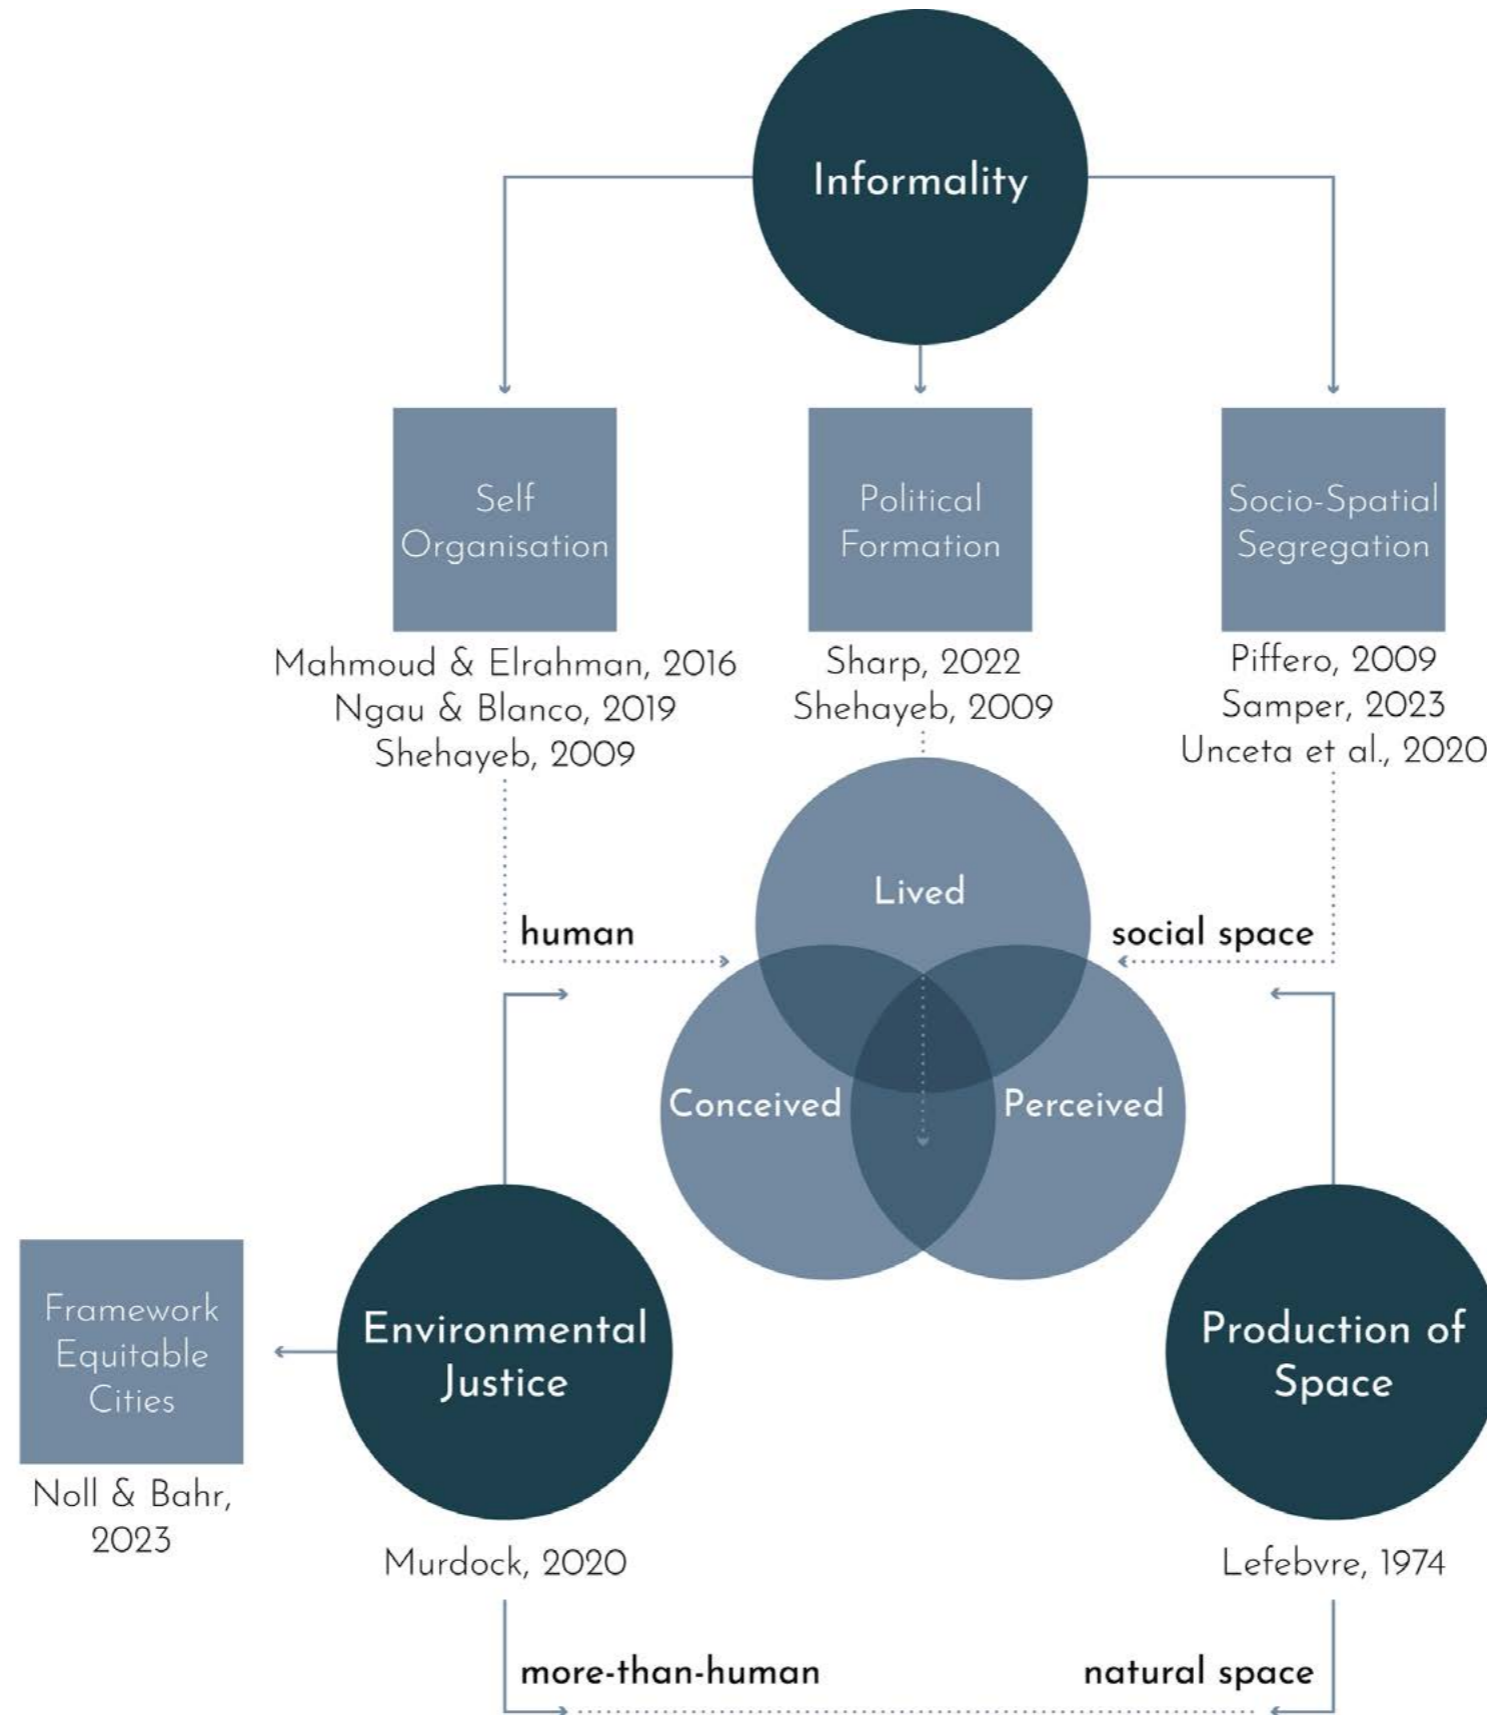 Informality
Self
Organisation
Political
Formation
Socio-Spatial
Segregation
Mahmoud & Elrahman, 2016
Ngau & Blanco, 2019
Shehayeb, 2009
Sharp, 2022
Shehayeb, 2009
Piffero, 2009
Samper, 2023
Unceta et al., 2020
Lived
human
social space
Conceived
Perceived
Framework
Equitable
Cities
Noll & Bahr,
2023
Environmental
Justice
Murdock, 2020
Production of
Space
Lefebvre, 1974
more-than-human
natural space